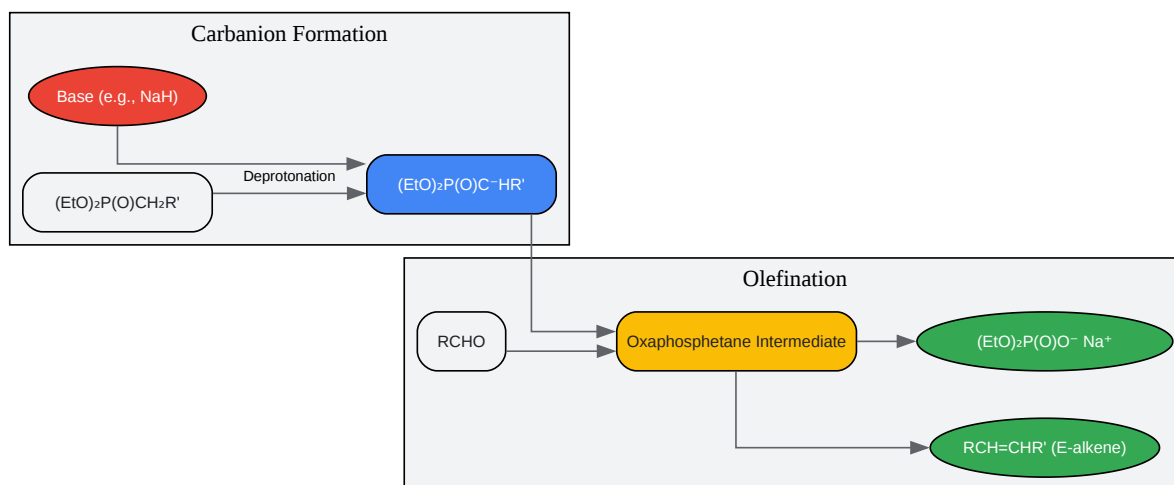 Carbanion Formation
Base (e.g., NaH)
Deprotonation
(EtO)₂P(O)CH₂R'
(EtO)₂P(O)C⁻HR'
Olefination
RCHO
Oxaphosphetane Intermediate
(EtO)₂P(O)O⁻ Na⁺
RCH=CHR' (E-alkene)